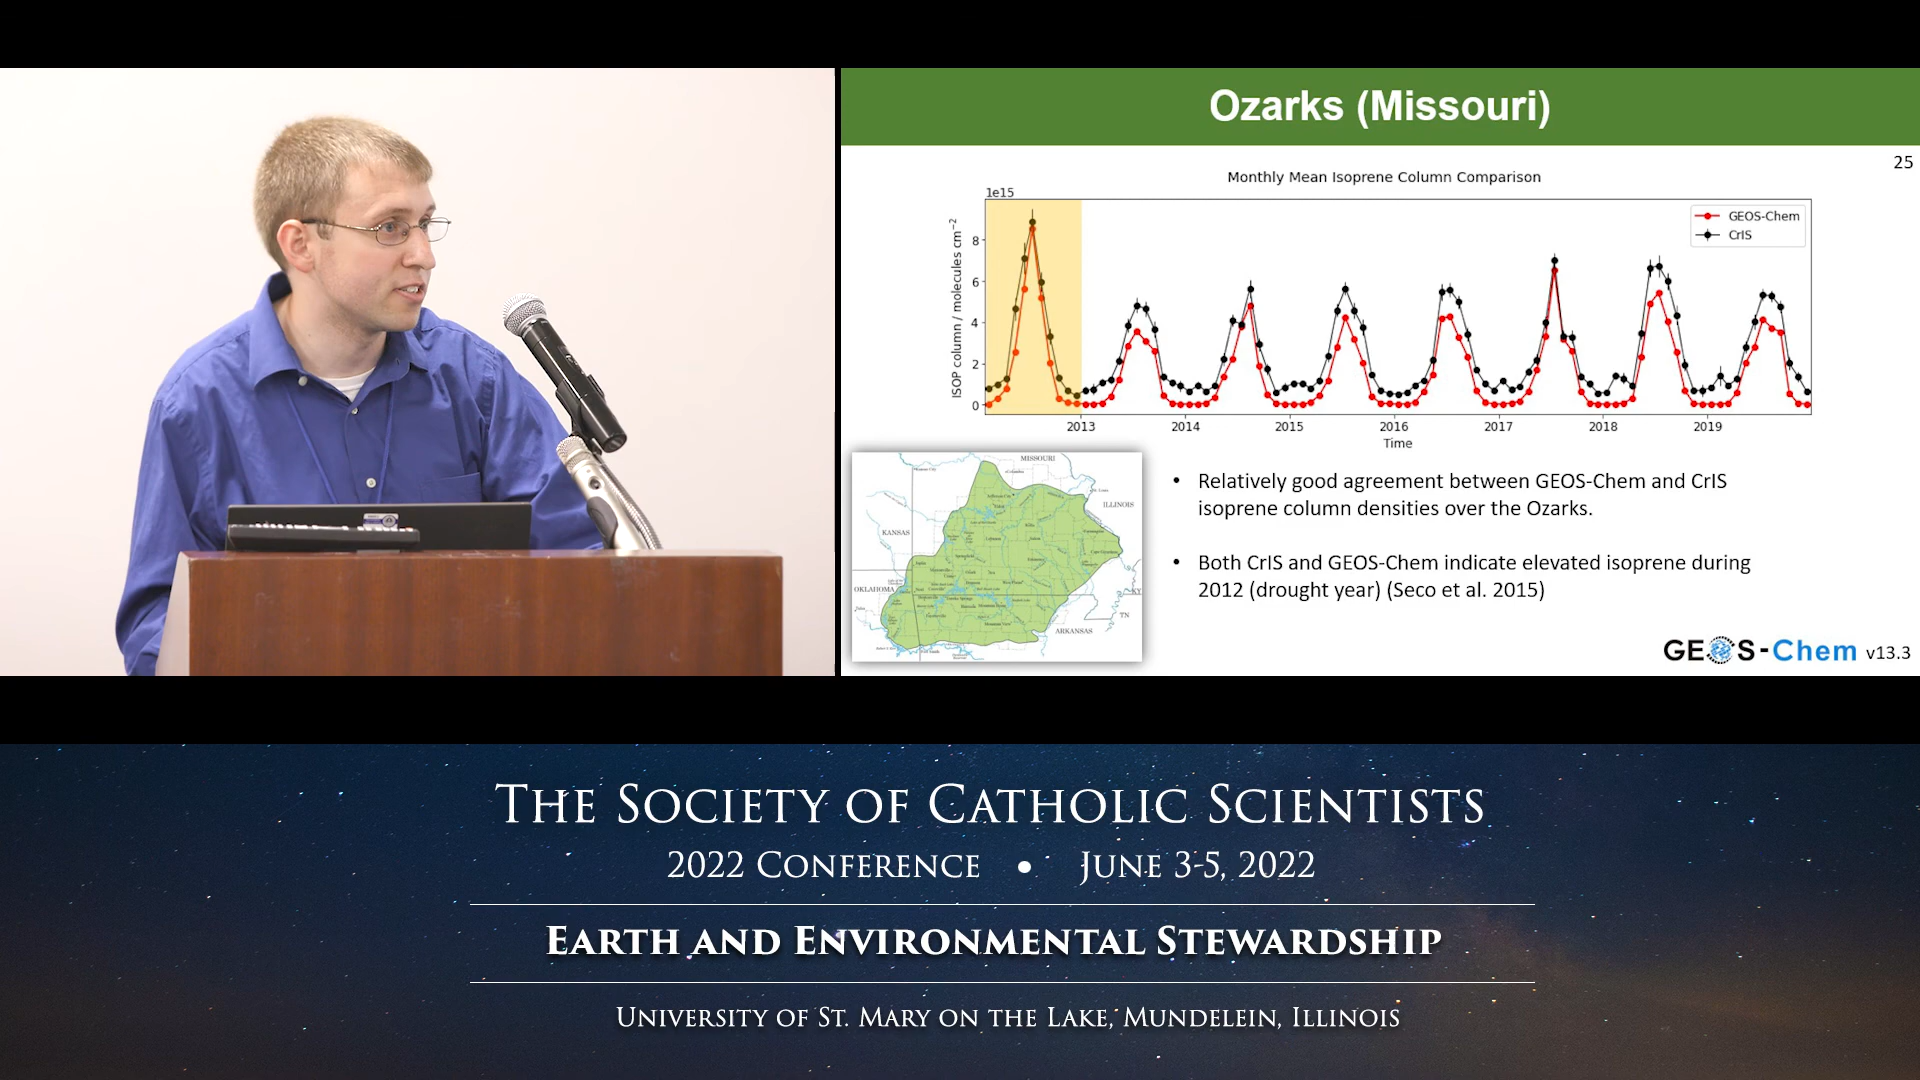 Ozarks (Missouri)
25
Monthly Mean Isoprene Column Comparison
1e15
ISOP column / molecules cm⁻²
8
6
4
2
0
GEOS-Chem
CrIS
2013 2014 2015 2016 2017 2018 2019
Time
MISSOURI
ILLINOIS
KANSAS
OKLAHOMA
KY
TN
ARKANSAS
• Relatively good agreement between GEOS-Chem and CrIS
isoprene column densities over the Ozarks.
• Both CrIS and GEOS-Chem indicate elevated isoprene during
2012 (drought year) (Seco et al. 2015)
GEOS-Chem v13.3
THE SOCIETY OF CATHOLIC SCIENTISTS
2022 CONFERENCE • JUNE 3-5, 2022
EARTH AND ENVIRONMENTAL STEWARDSHIP
UNIVERSITY OF ST. MARY ON THE LAKE, MUNDELEIN, ILLINOIS